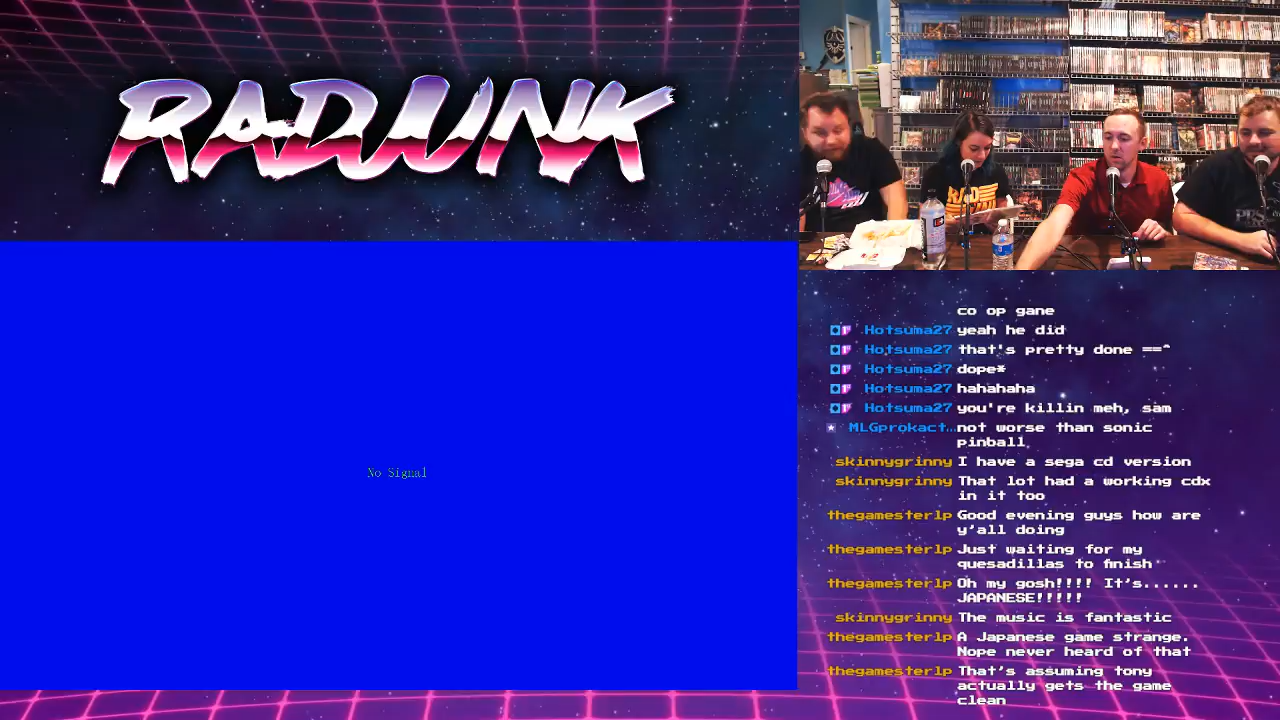 RADJUNK
RAD
co op gane
Hotsuma27 yeah he did
Hotsuma27 that's pretty done ==^
Hotsuma27 dope*
Hotsuma27 hahahaha
Hotsuma27 you're killin meh, sam
MLGprokact… not worse than sonic
pinball
skinnygrinny I have a sega cd version
skinnygrinny That lot had a working cdx
in it too
thegamesterlp Good evening guys how are
y'all doing
thegamesterlp Just waiting for my
quesadillas to finish
thegamesterlp Oh my gosh!!!! It's......
JAPANESE!!!!!
skinnygrinny The music is fantastic
thegamesterlp A Japanese game strange.
Nope never heard of that
thegamesterlp That's assuming tony
actually gets the game
clean
No Signal